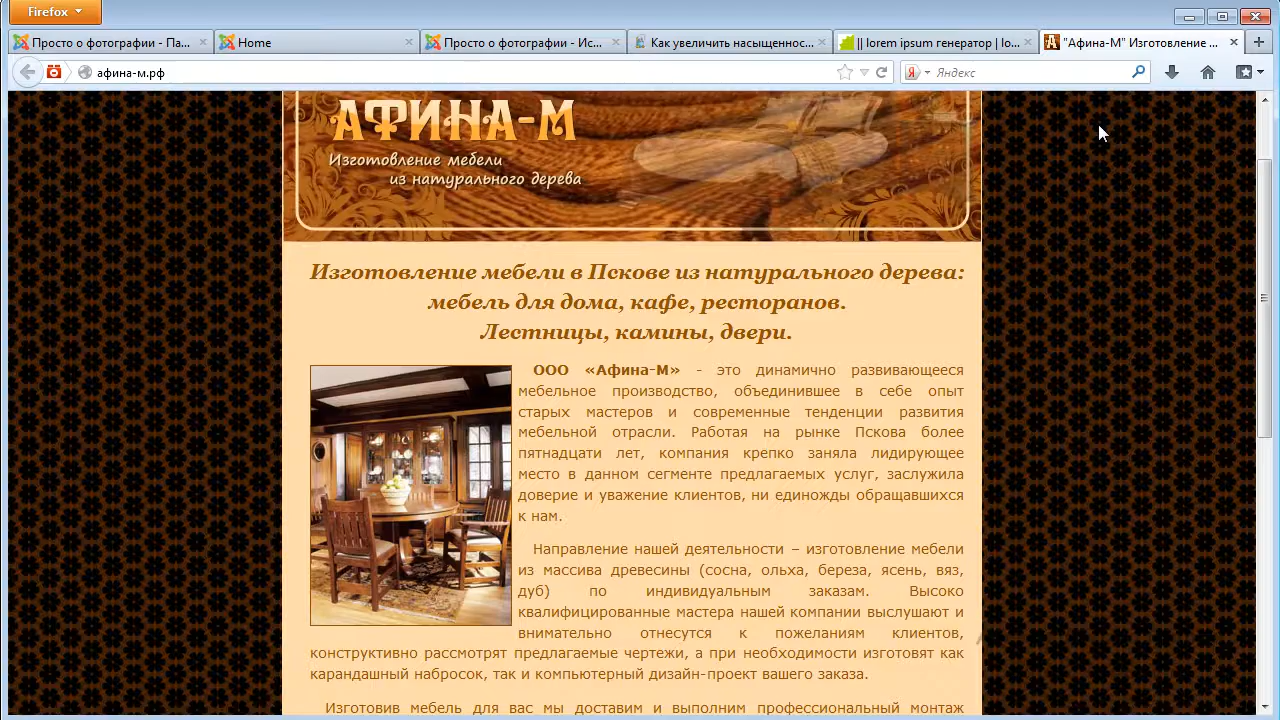 Firefox
Просто о фотографии - Па...
Home
Просто о фотографии - Ис...
Как увеличить насыщеннос...
|| lorem ipsum генератор | lo...
"Афина-М" Изготовление ...
афина-м.рф
Яндекс
АФИНА-М
Изготовление мебели
из натурального дерева
Изготовление мебели в Пскове из натурального дерева:
мебель для дома, кафе, ресторанов.
Лестницы, камины, двери.
ООО «Афина-М» - это динамично развивающееся
мебельное производство, объединившее в себе опыт
старых мастеров и современные тенденции развития
мебельной отрасли. Работая на рынке Пскова более
пятнадцати лет, компания крепко заняла лидирующее
место в данном сегменте предлагаемых услуг, заслужила
доверие и уважение клиентов, ни единожды обращавшихся
к нам.
Направление нашей деятельности – изготовление мебели
из массива древесины (сосна, ольха, береза, ясень, вяз,
дуб) по индивидуальным заказам. Высоко
квалифицированные мастера нашей компании выслушают и
внимательно отнесутся к пожеланиям клиентов,
конструктивно рассмотрят предлагаемые чертежи, а при необходимости изготовят как
карандашный набросок, так и компьютерный дизайн-проект вашего заказа.
Изготовив мебель для вас мы доставим и выполним профессиональный монтаж